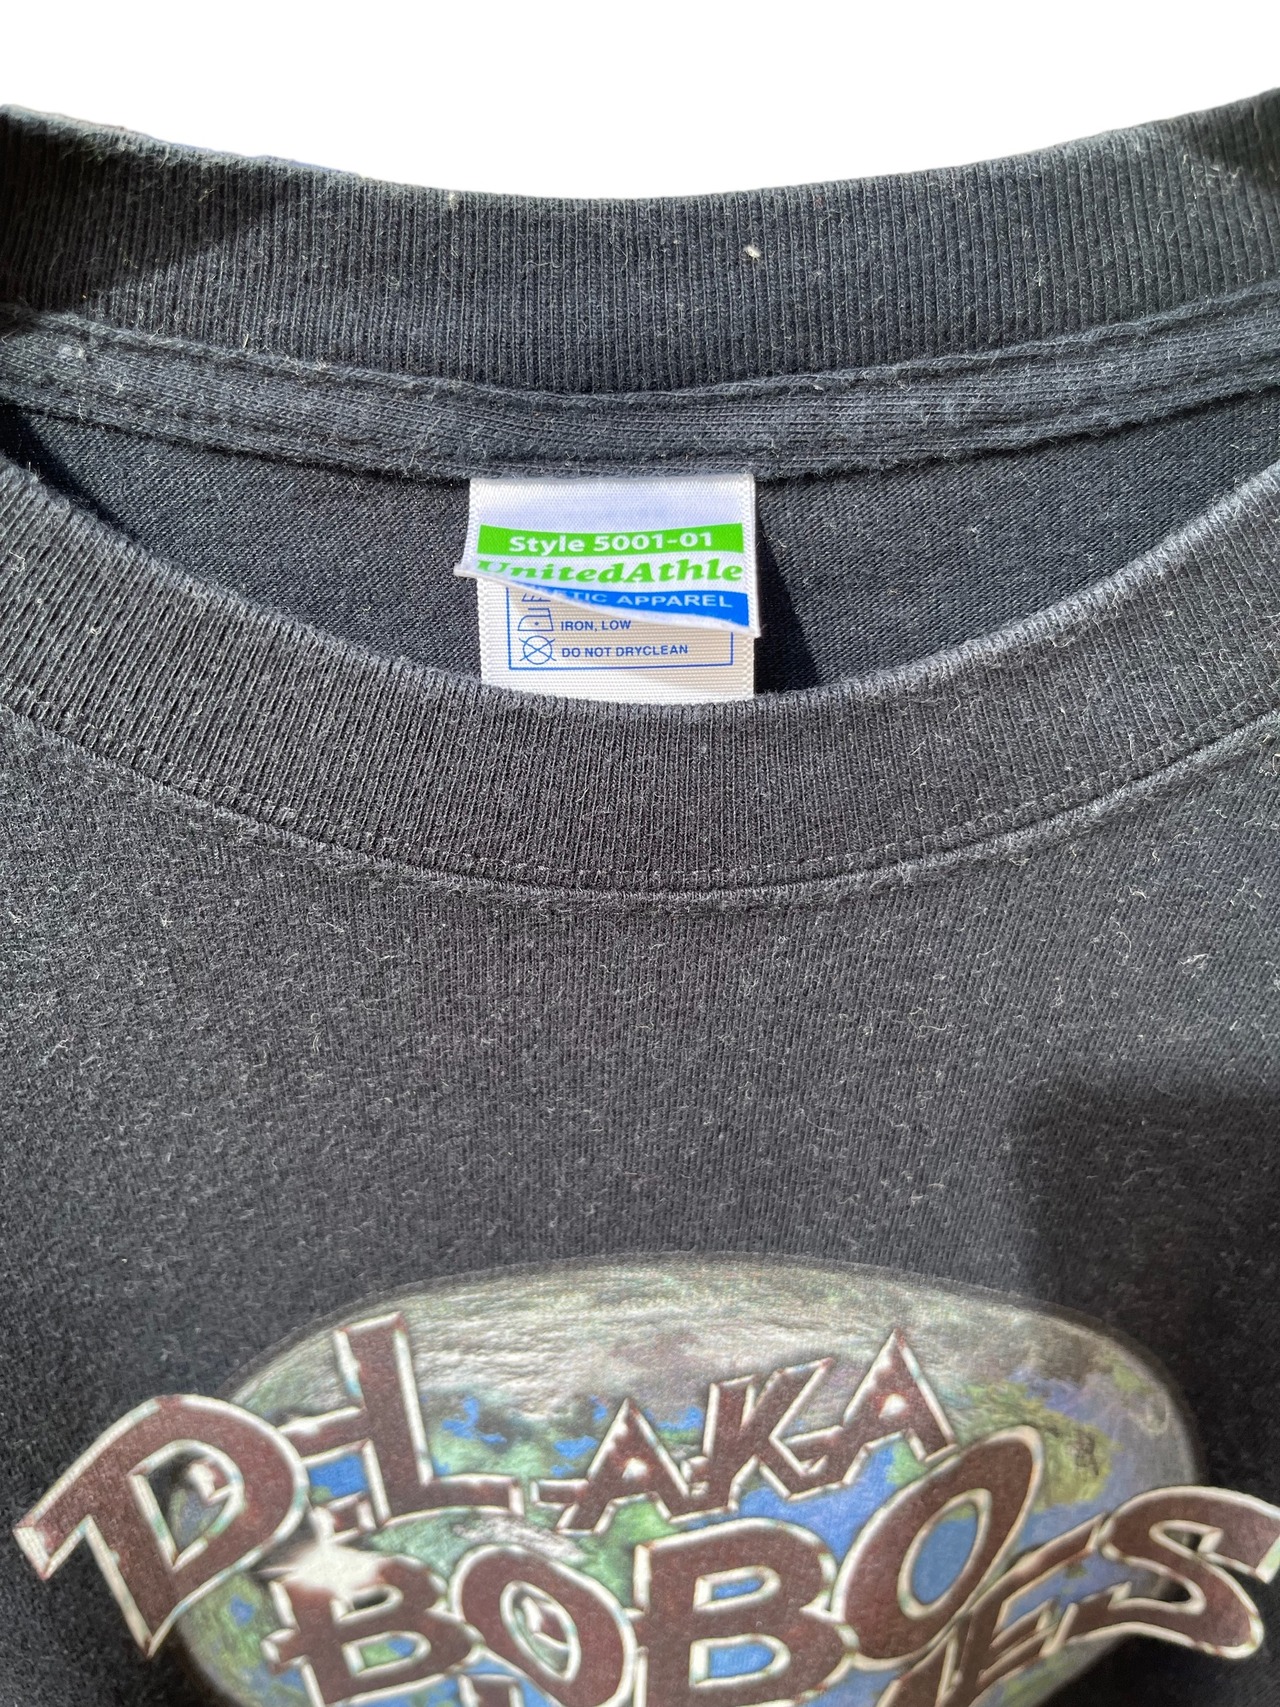 Style 5001-01
UnitedAthle
TIC APPAREL
IRON, LOW
DO NOT DRYCLEAN
D.L A.K.A
BOBO